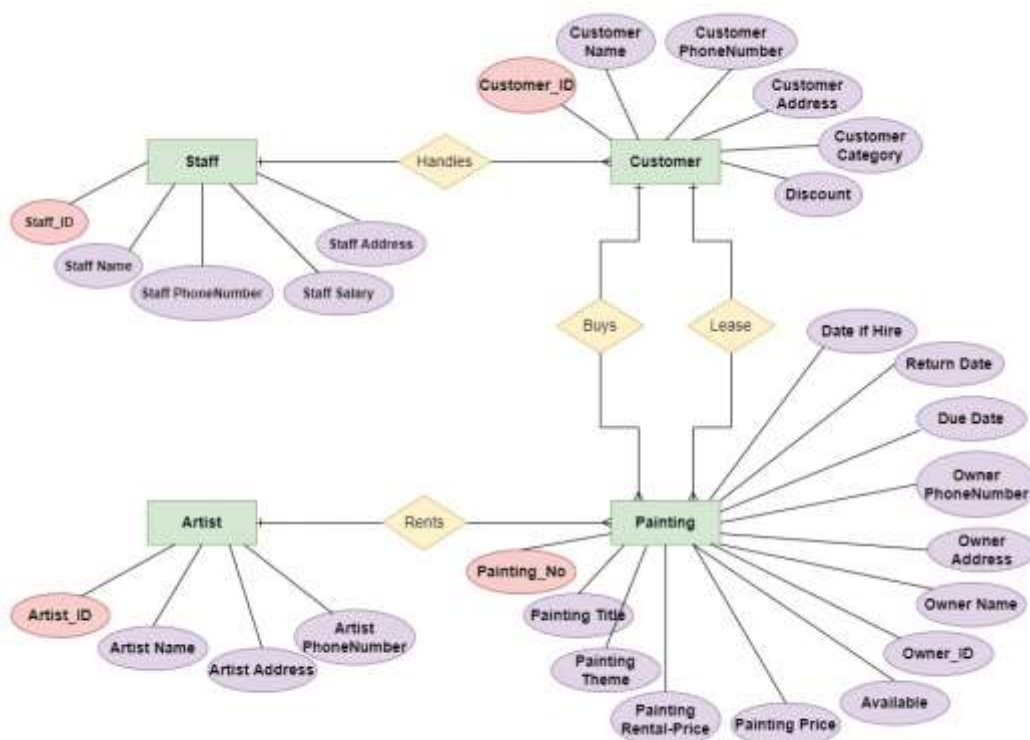 Customer
Name
Customer
PhoneNumber
Customer_ID
Customer
Address
Staff
Handles
Customer
Customer
Category
Discount
Staff_ID
Staff Name
Staff PhoneNumber
Staff Salary
Staff Address
Buys
Lease
Date if Hire
Return Date
Due Date
Owner
PhoneNumber
Artist
Rents
Painting
Owner
Address
Painting_No
Owner Name
Artist_ID
Artist Name
Artist Address
Artist
PhoneNumber
Painting Title
Painting
Theme
Painting
Rental-Price
Painting Price
Available
Owner_ID